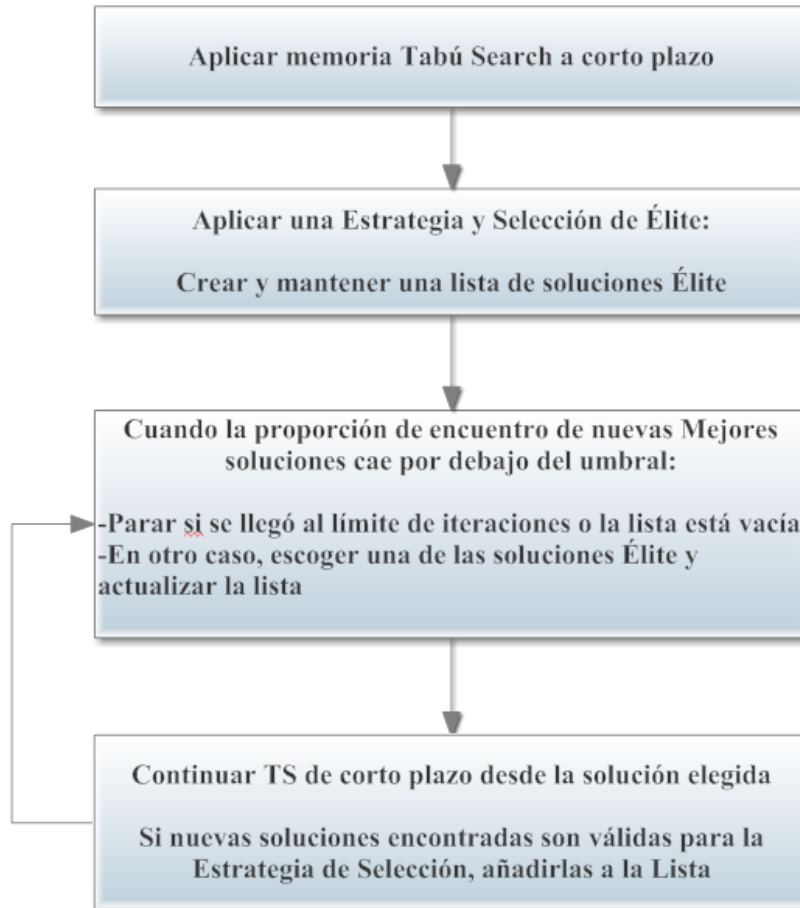 Aplicar memoria Tabú Search a corto plazo
Aplicar una Estrategia y Selección de Élite:
Crear y mantener una lista de soluciones Élite
Cuando la proporción de encuentro de nuevas Mejores
soluciones cae por debajo del umbral:
-Parar si se llegó al límite de iteraciones o la lista está vacía
-En otro caso, escoger una de las soluciones Élite y
actualizar la lista
Continuar TS de corto plazo desde la solución elegida
Si nuevas soluciones encontradas son válidas para la
Estrategia de Selección, añadirlas a la Lista